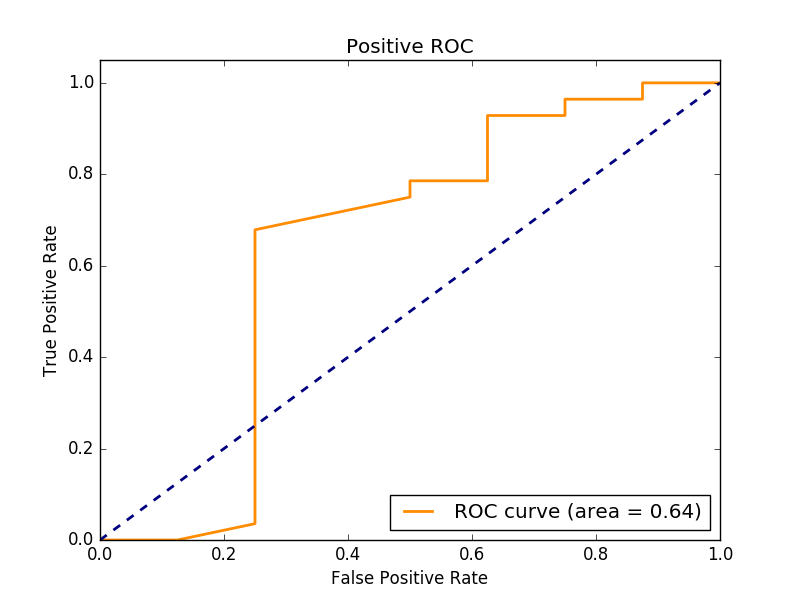 Positive ROC
1.0
0.8
0.6
0.4
0.2
0.0
True Positive Rate
ROC curve (area = 0.64)
0.0 0.2 0.4 0.6 0.8 1.0
False Positive Rate